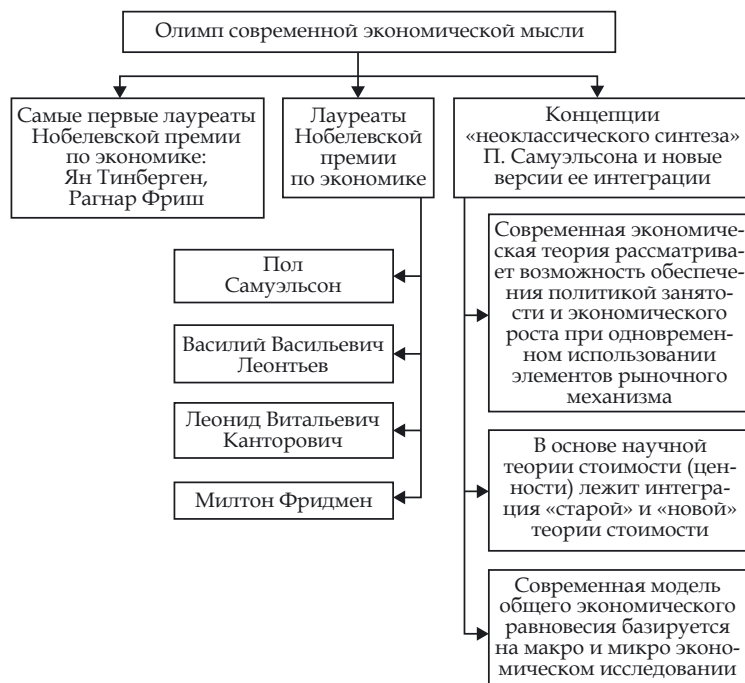 Олимп современной экономической мысли
Самые первые лауреаты
Нобелевской премии
по экономике:
Ян Тинберген,
Рагнар Фриш
Лауреаты
Нобелевской
премии
по экономике
Концепции
«неоклассического синтеза»
П. Самуэльсона и новые
версии ее интеграции
Пол
Самуэльсон
Василий Васильевич
Леонтьев
Леонид Витальевич
Канторович
Милтон Фридмен
Современная экономиче-
ская теория рассматрива-
ет возможность обеспече-
ния политикой занято-
сти и экономического
роста при одновремен-
ном использовании
элементов рыночного
механизма
В основе научной
теории стоимости (цен-
ности) лежит интегра-
ция «старой» и «новой»
теории стоимости
Современная модель
общего экономического
равновесия базируется
на макро и микро эконо-
мическом исследовании